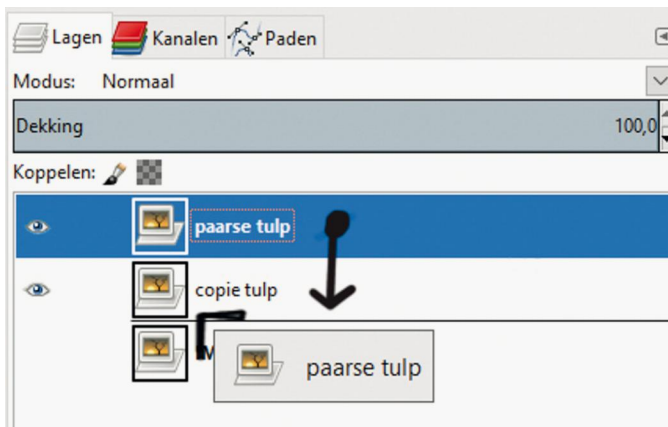 Lagen Kanalen Paden
Modus: Normaal
Dekking 100,0
Koppelen:
paarse tulp
copie tulp
paarse tulp